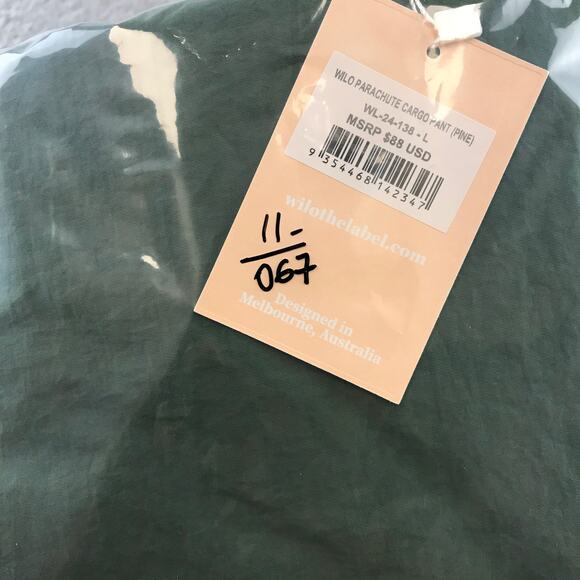 WILO PARACHUTE CARGO PANT (PINE)
WL-24-138 - L
MSRP $88 USD
9 354468 142347
wilothelabel.com
11-
067
Designed in
Melbourne, Australia